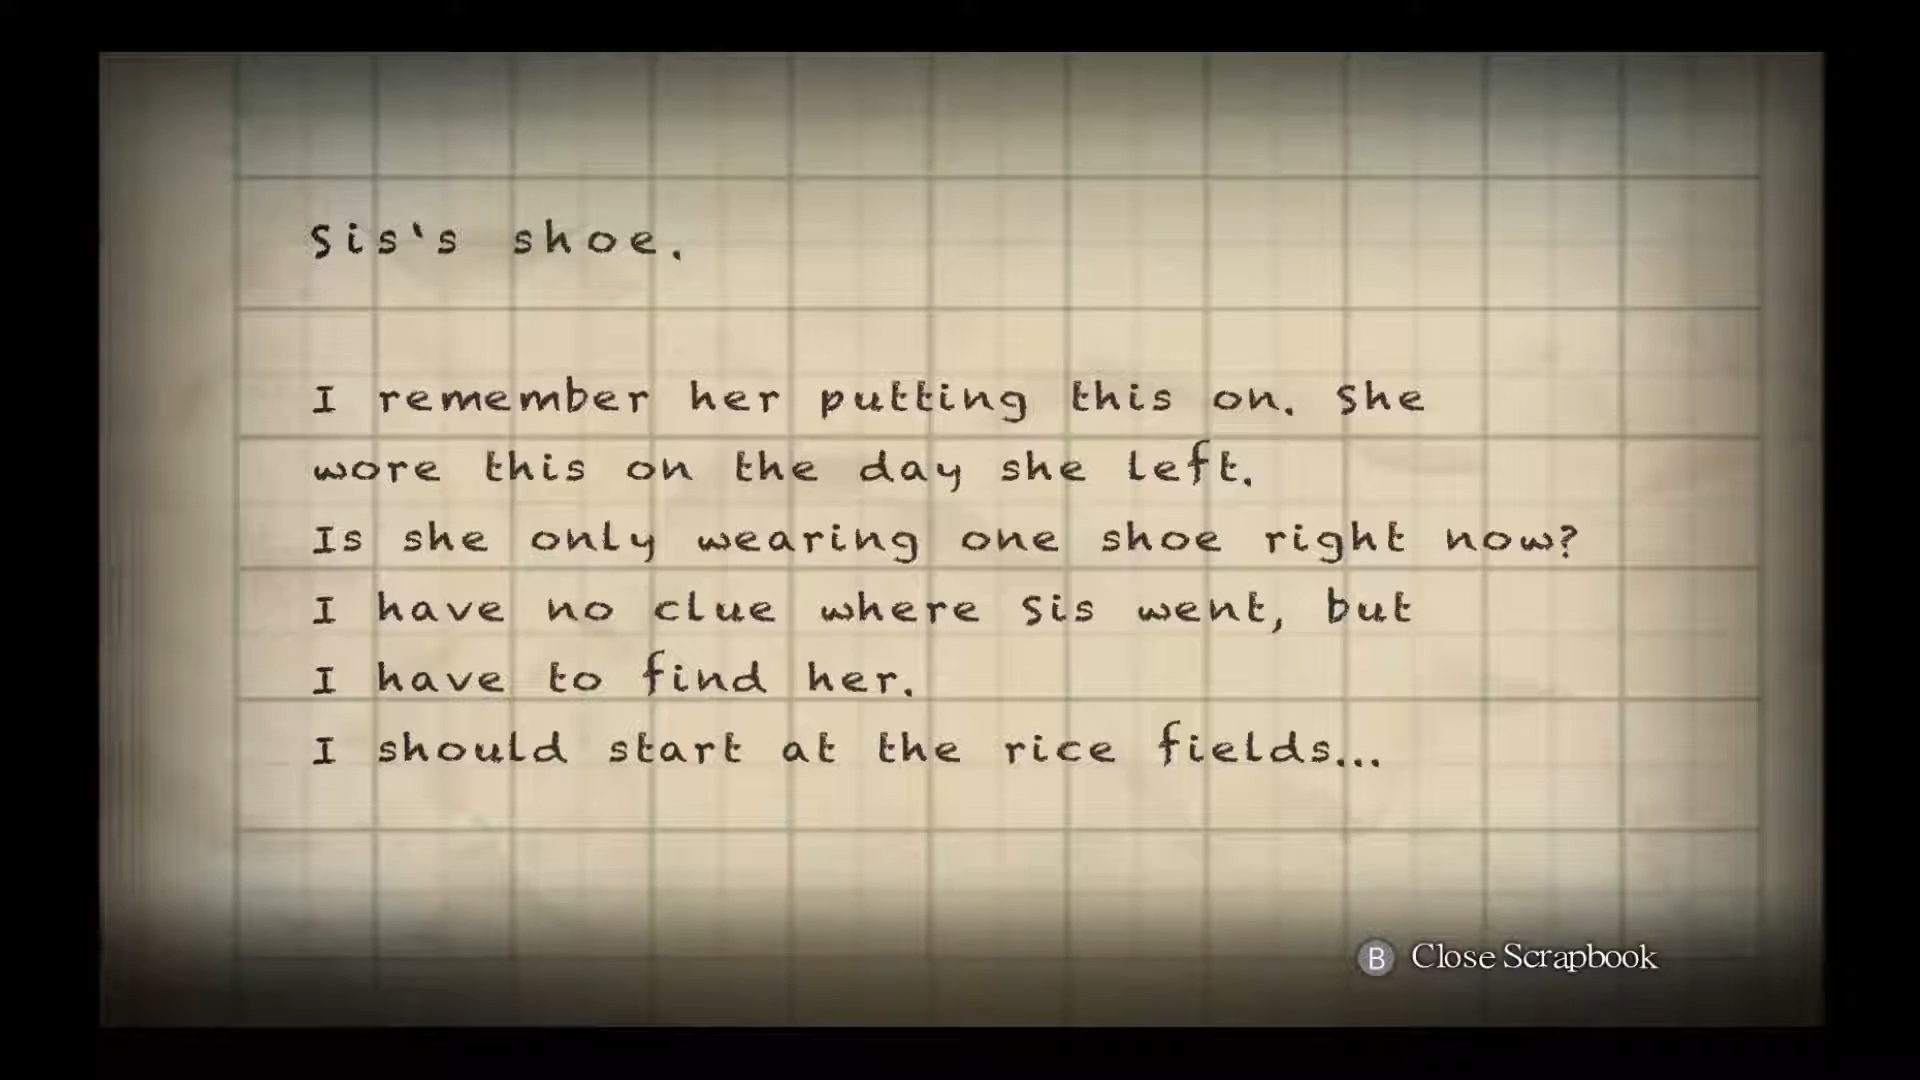 Sis's shoe.
I remember her putting this on. She
wore this on the day she left.
Is she only wearing one shoe right now?
I have no clue where Sis went, but
I have to find her.
I should start at the rice fields...
B Close Scrapbook